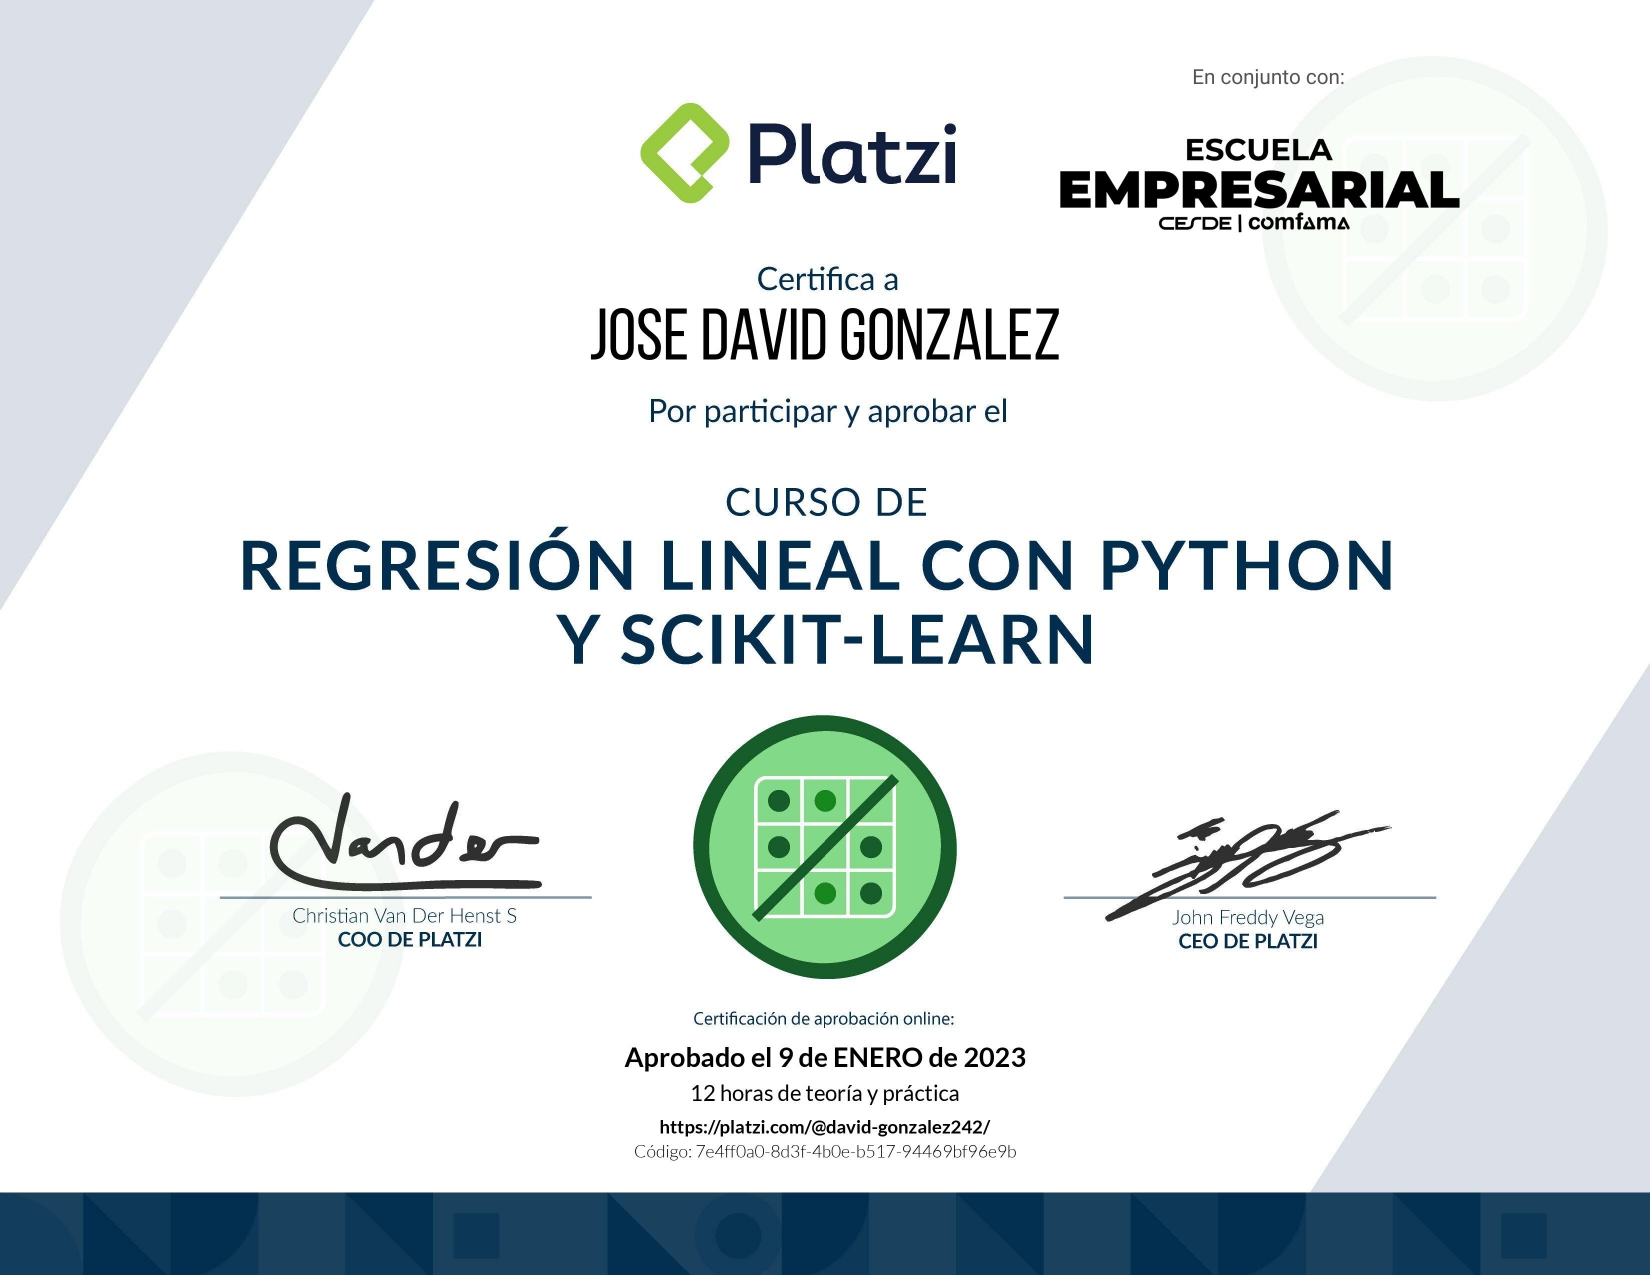 En conjunto con:
Platzi
ESCUELA
EMPRESARIAL
CESDE | comfama
Certifica a
JOSE DAVID GONZALEZ
Por participar y aprobar el
CURSO DE
REGRESIÓN LINEAL CON PYTHON
Y SCIKIT-LEARN
Vander
Christian Van Der Henst S
COO DE PLATZI
John Freddy Vega
CEO DE PLATZI
Certificación de aprobación online:
Aprobado el 9 de ENERO de 2023
12 horas de teoría y práctica
https://platzi.com/@david-gonzalez242/
Código: 7e4ff0a0-8d3f-4b0e-b517-94469bf96e9b